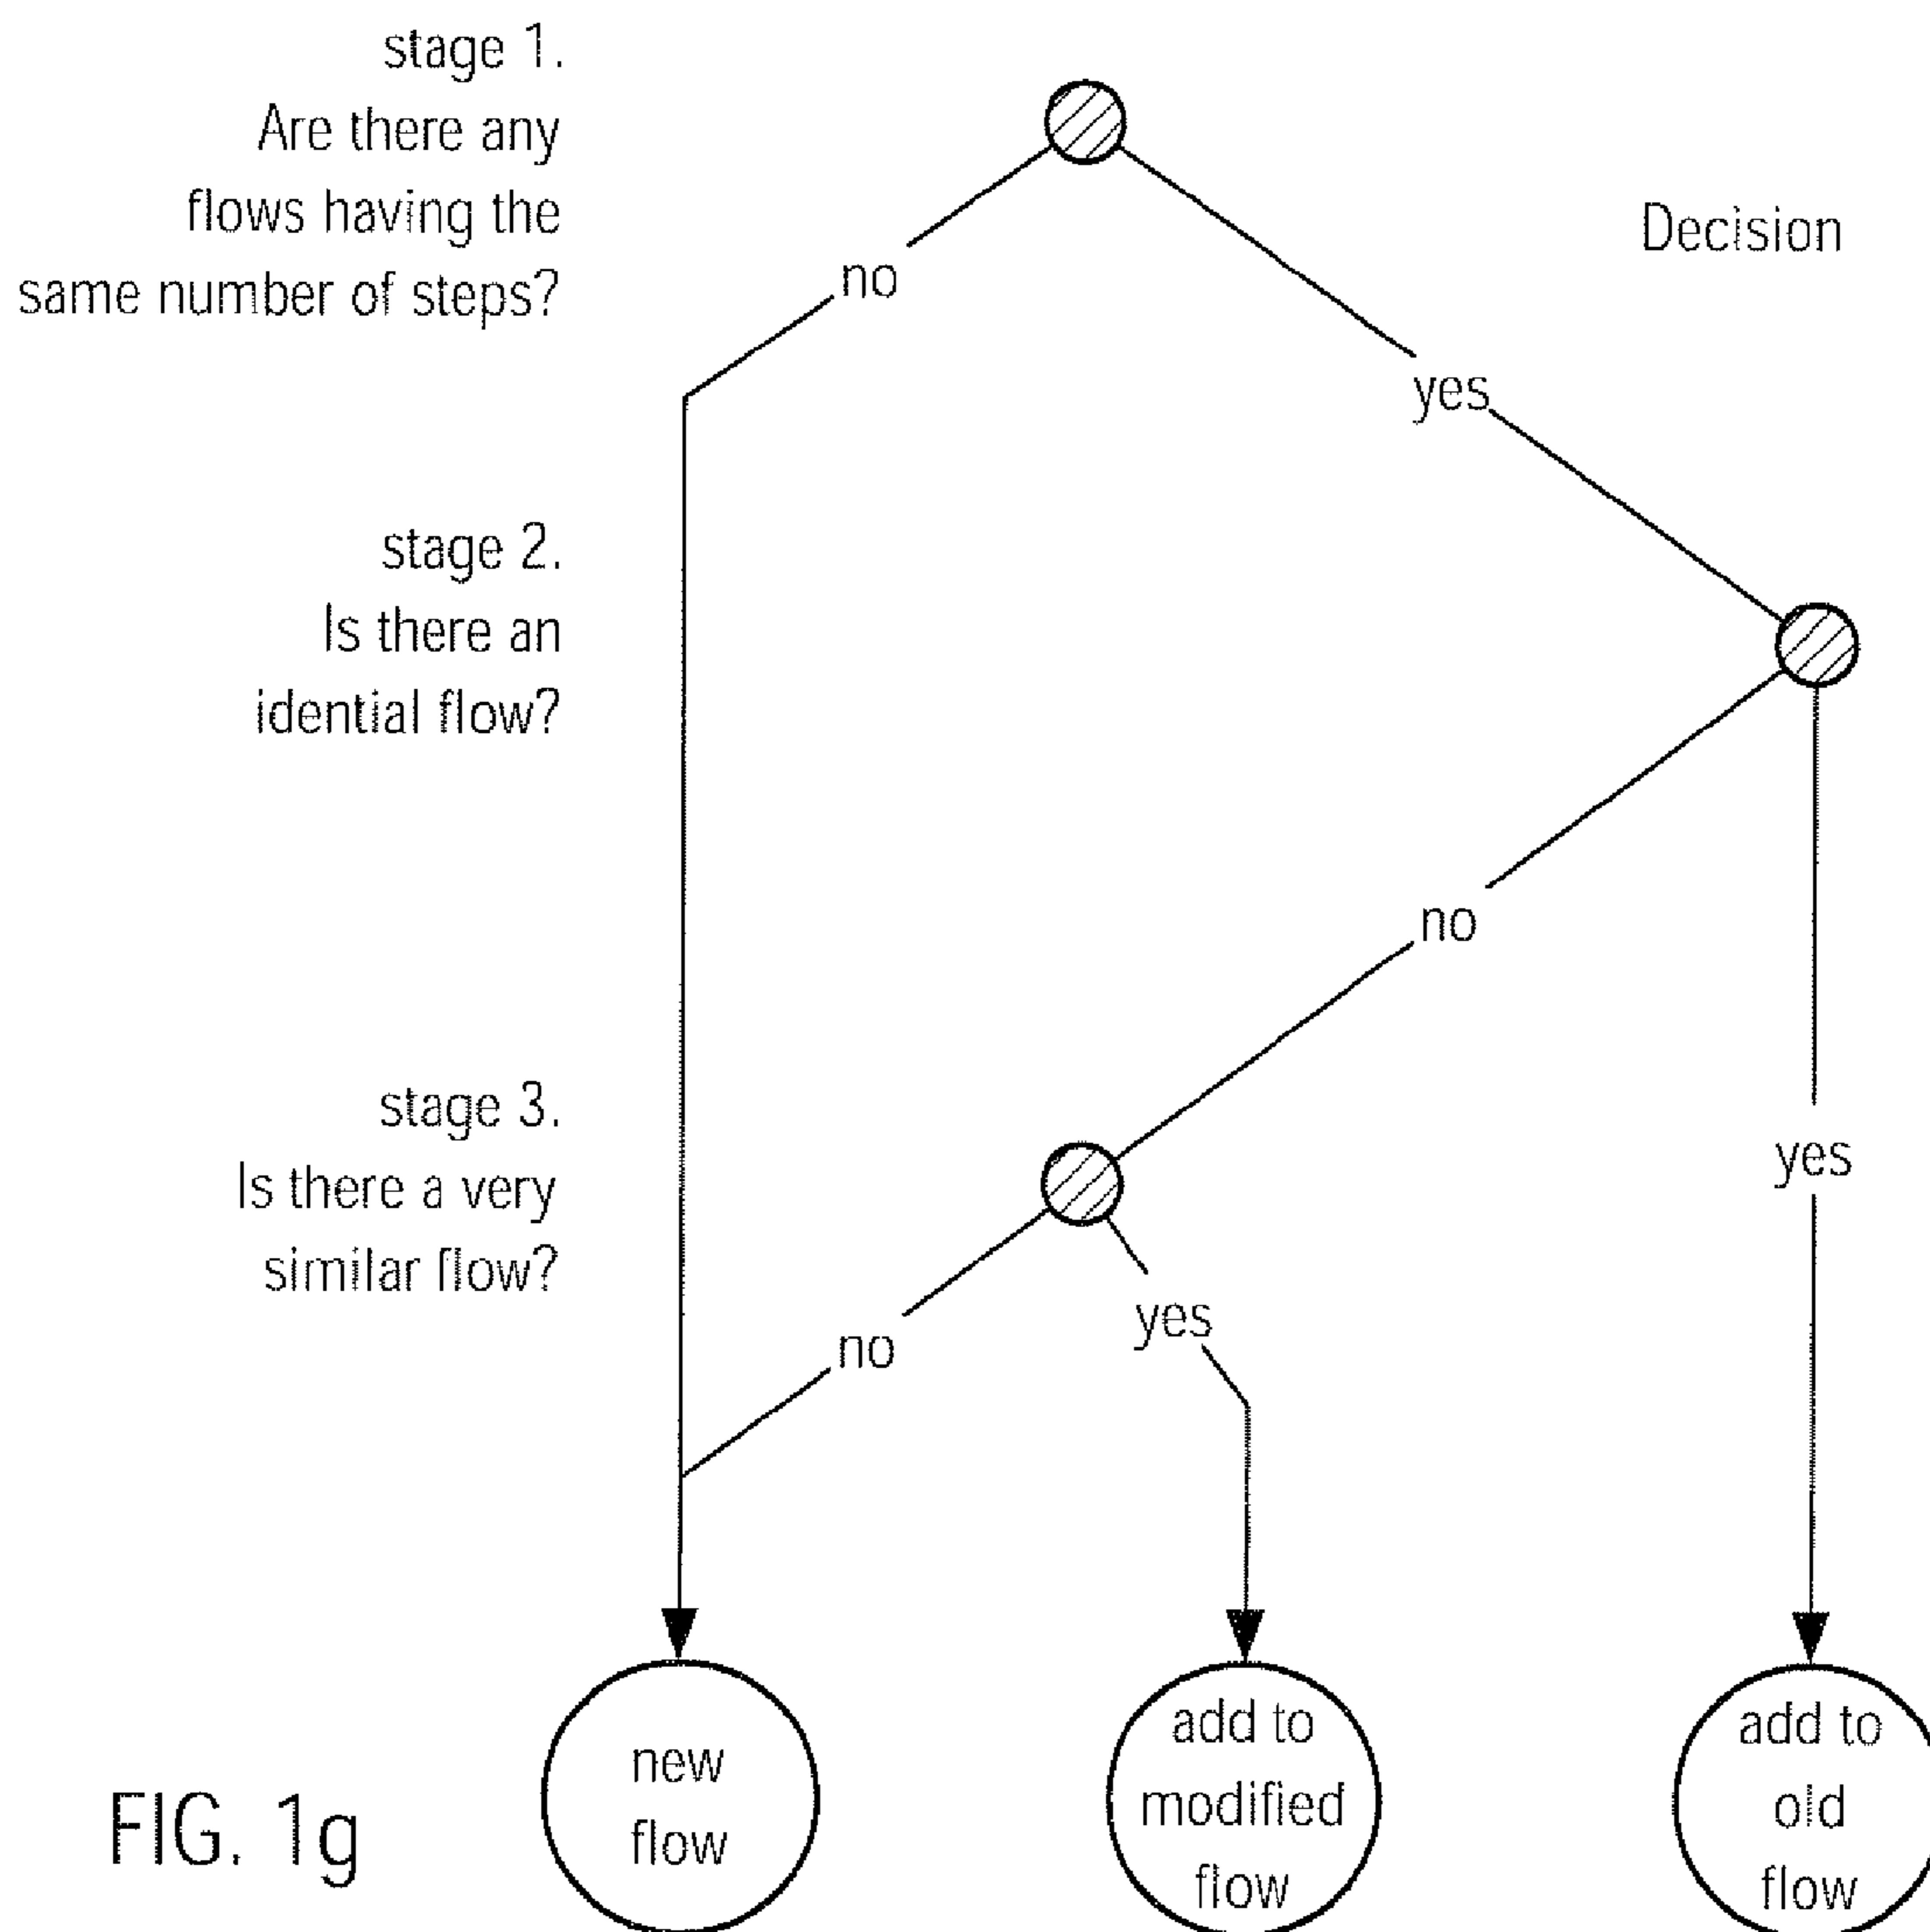 stage 1.
Are there any
flows having the
same number of steps?
Decision
no
yes
stage 2.
Is there an
idential flow?
no
stage 3.
Is there a very
similar flow?
yes
no
yes
new
flow
add to
modified
flow
add to
old
flow
FIG. 1g